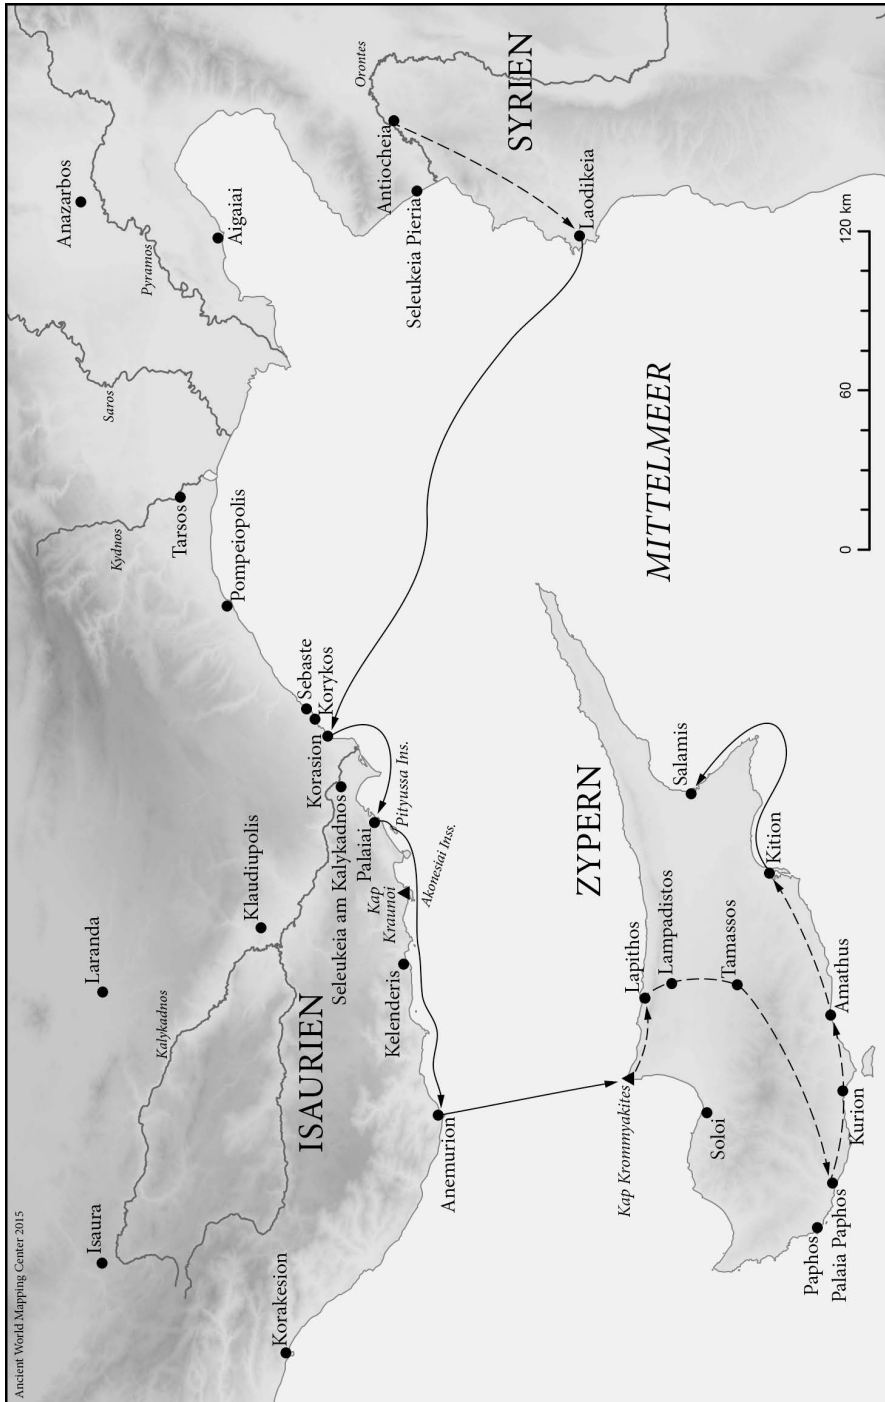 Ancient World Mapping Center 2015
Isaura
Laranda
Anazarbos
Korakesion
ISAURIEN
Kalykadnos
Klaudiupolis
Kydnos
Saros
Pyramos
Tarsos
Pompeiopolis
Aigaiai
Orontes
Antiocheia
Seleukeia Pieria
SYRIEN
Laodikeia
Sebaste
Korykos
Korasion
Seleukeia am Kalykadnos
Palaiai
Pityussa Ins.
Kap
Kraunoi
Akonesiai Inss.
Kelenderis
Anemurion
MITTELMEER
ZYPERN
Kap Krommyakites
Lapithos
Lampadistos
Tamassos
Soloi
Salamis
Kition
Amathus
Kurion
Paphos
Palaia Paphos
0
60
120 km